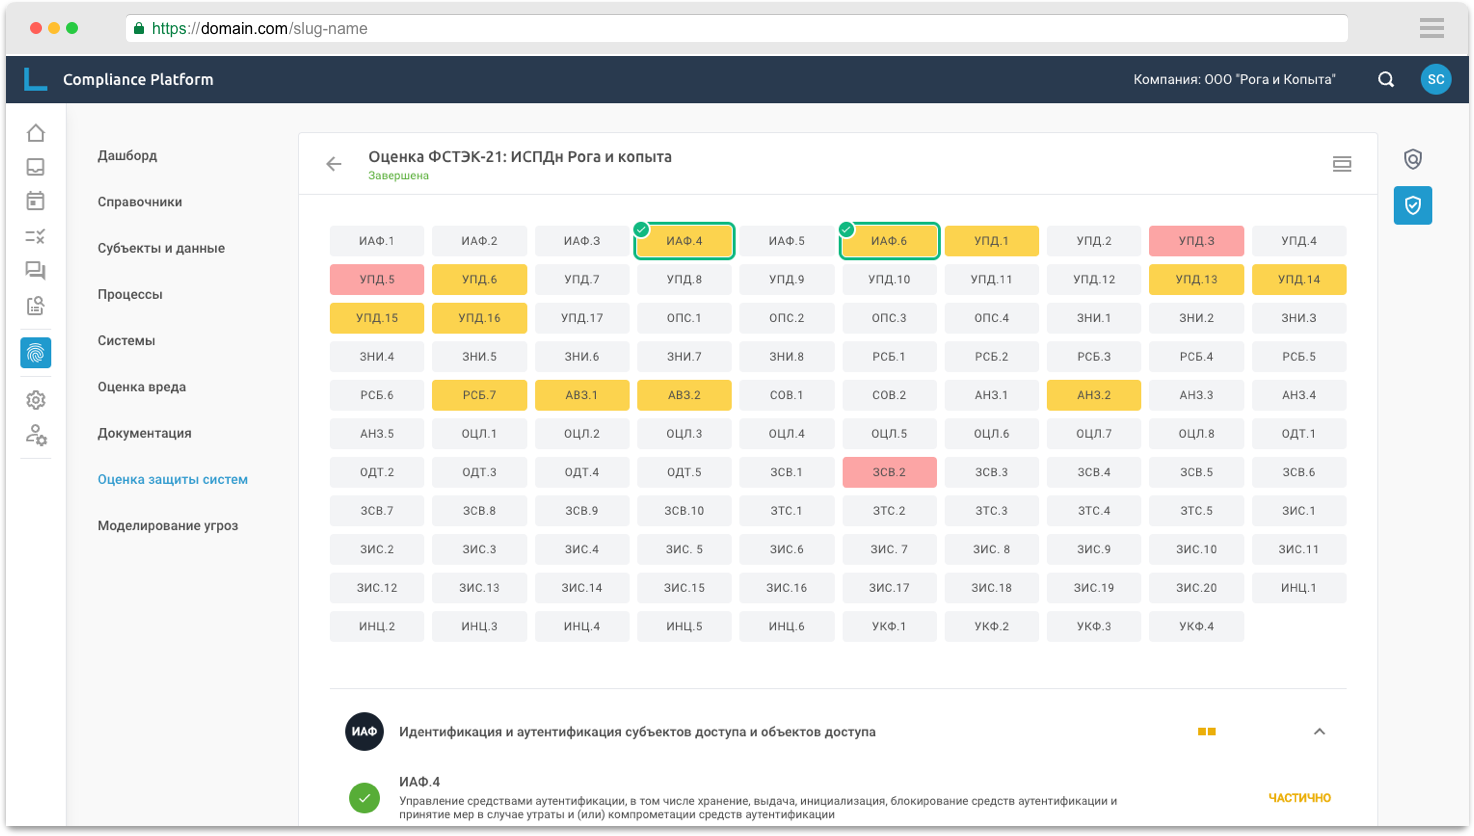 https://domain.com/slug-name
Compliance Platform
Компания: ООО "Рога и Копыта"
SC
Дашборд
Справочники
Субъекты и данные
Процессы
Системы
Оценка вреда
Документация
Оценка защиты систем
Моделирование угроз
Оценка ФСТЭК-21: ИСПДн Рога и копыта
Завершена
ИАФ.1 ИАФ.2 ИАФ.3 ИАФ.4 ИАФ.5 ИАФ.6 УПД.1 УПД.2 УПД.3 УПД.4
УПД.5 УПД.6 УПД.7 УПД.8 УПД.9 УПД.10 УПД.11 УПД.12 УПД.13 УПД.14
УПД.15 УПД.16 УПД.17 ОПС.1 ОПС.2 ОПС.3 ОПС.4 ЗНИ.1 ЗНИ.2 ЗНИ.3
ЗНИ.4 ЗНИ.5 ЗНИ.6 ЗНИ.7 ЗНИ.8 РСБ.1 РСБ.2 РСБ.3 РСБ.4 РСБ.5
РСБ.6 РСБ.7 АВЗ.1 АВЗ.2 СОВ.1 СОВ.2 АНЗ.1 АНЗ.2 АНЗ.3 АНЗ.4
АНЗ.5 ОЦЛ.1 ОЦЛ.2 ОЦЛ.3 ОЦЛ.4 ОЦЛ.5 ОЦЛ.6 ОЦЛ.7 ОЦЛ.8 ОДТ.1
ОДТ.2 ОДТ.3 ОДТ.4 ОДТ.5 ЗСВ.1 ЗСВ.2 ЗСВ.3 ЗСВ.4 ЗСВ.5 ЗСВ.6
ЗСВ.7 ЗСВ.8 ЗСВ.9 ЗСВ.10 ЗТС.1 ЗТС.2 ЗТС.3 ЗТС.4 ЗТС.5 ЗИС.1
ЗИС.2 ЗИС.3 ЗИС.4 ЗИС. 5 ЗИС.6 ЗИС. 7 ЗИС. 8 ЗИС.9 ЗИС.10 ЗИС.11
ЗИС.12 ЗИС.13 ЗИС.14 ЗИС.15 ЗИС.16 ЗИС.17 ЗИС.18 ЗИС.19 ЗИС.20 ИНЦ.1
ИНЦ.2 ИНЦ.3 ИНЦ.4 ИНЦ.5 ИНЦ.6 УКФ.1 УКФ.2 УКФ.3 УКФ.4
ИАФ Идентификация и аутентификация субъектов доступа и объектов доступа
ИАФ.4
Управление средствами аутентификации, в том числе хранение, выдача, инициализация, блокирование средств аутентификации и
принятие мер в случае утраты и (или) компрометации средств аутентификации
ЧАСТИЧНО